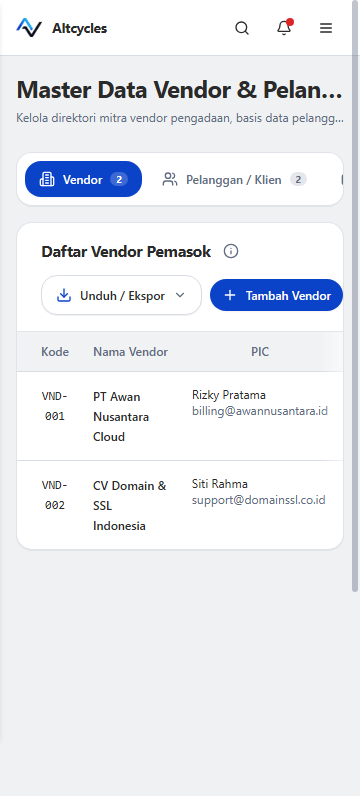 Altcycles
Master Data Vendor & Pelan...
Kelola direktori mitra vendor pengadaan, basis data pelangg...
Vendor 2 Pelanggan / Klien 2
Daftar Vendor Pemasok
Unduh / Ekspor Tambah Vendor
Kode Nama Vendor PIC
VND-001 PT Awan Nusantara Cloud Rizky Pratama
billing@awannusantara.id
VND-002 CV Domain & SSL Indonesia Siti Rahma
support@domainssl.co.id